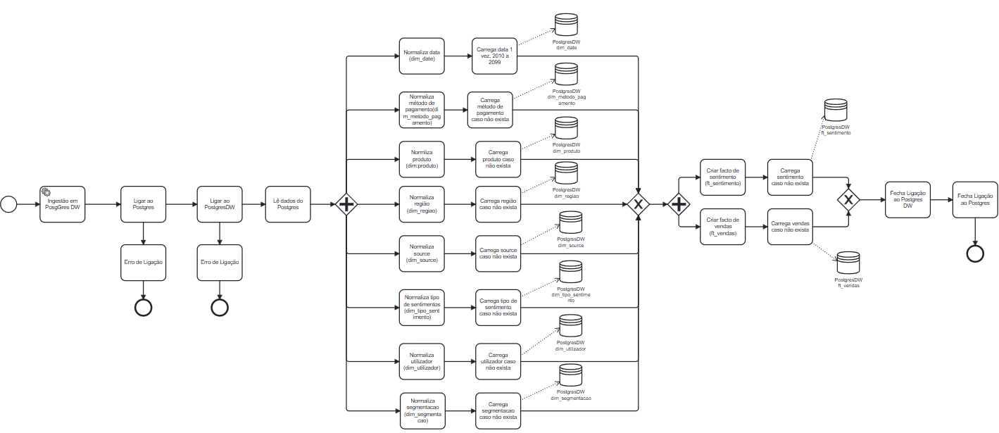 Ingestão em
PosgGres DW
Ligar ao
Postgres
Erro de Ligação
Ligar ao
PostgresDW
Erro de Ligação
Lê dados do
Postgres
Normaliza data
(dim_date)
Carrega data 1
vez, 2010 a
2099
PostgresDW
dim_date
Normaliza
método de
pagamento(di
m_metodo_pag
amento)
Carrega
método de
pagamento
caso não exista
PostgresDW
dim_metodo_pag
amento
Normliza
produto
(dim:produto)
Carrega
produto caso
não exista
PostgresDW
dim_produto
Normaliza
região
(dim_regiao)
Carrega região
caso não exista
PostgresDW
dim_regiao
Normaliza
source
(dim_source)
Carrega source
caso não exista
PostgresDW
dim_source
Normaliza tipo
de sentimentos
(dim_tipo_sent
imento)
Carrega tipo de
sentimento
caso não exista
PostgresDW
dim_tipo_sentime
nto
Normaliza
utilizador
(dim_utilizador)
Carrega
utilizador caso
não exista
PostgresDW
dim_utilizador
Normaliza
segmentacao
(dim_segmenta
cao)
Carrega
segmentacao
caso não exista
PostgresDW
dim_segmentacao
Criar facto de
sentimento
(ft_sentimento)
Carrega
sentimento
caso não exista
PostgresDW
ft_sentimento
Criar facto de
vendas
(ft_vendas)
Carrega vendas
caso não exista
PostgresDW
ft_vendas
Fecha Ligação
ao Postgres
DW
Fecha Ligação
ao Postgres